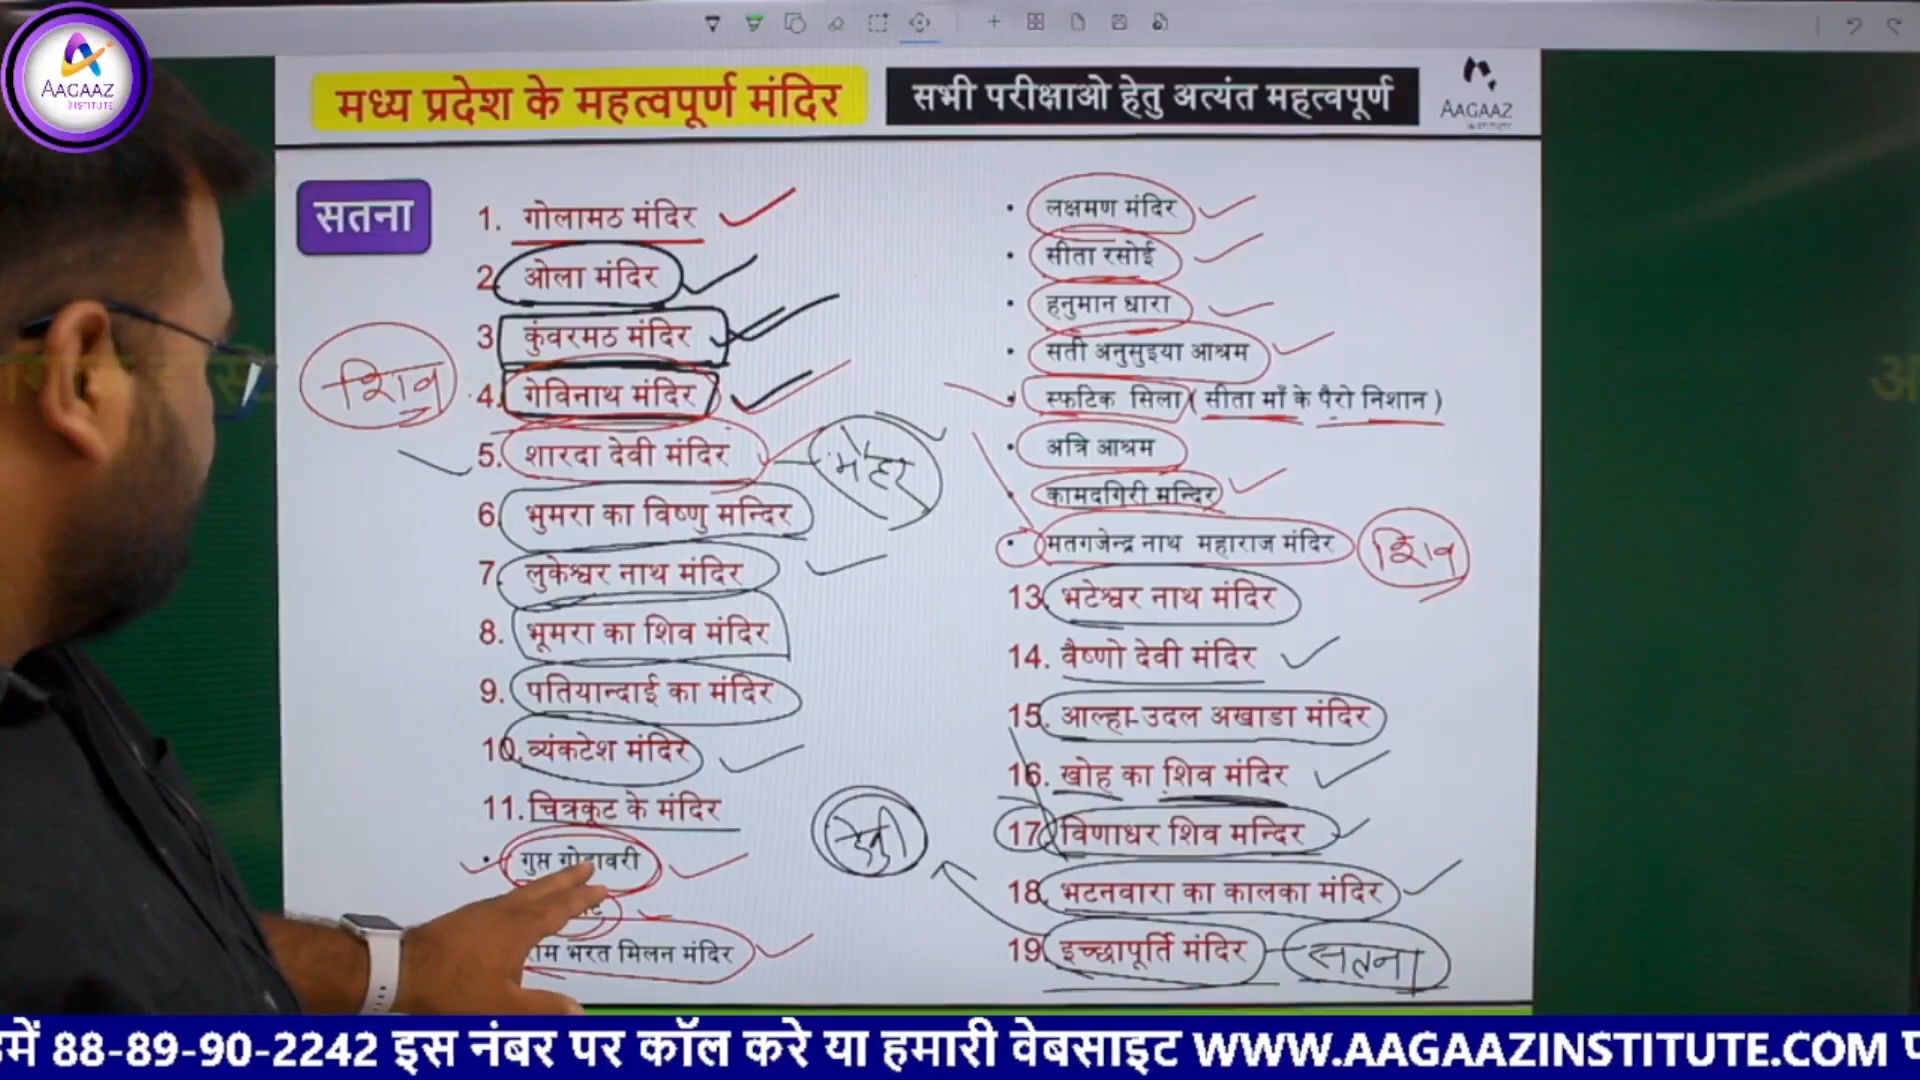 AAGAAZ
INSTITUTE
मध्य प्रदेश के महत्वपूर्ण मंदिर
सभी परीक्षाओ हेतु अत्यंत महत्वपूर्ण
AAGAAZ
सतना
1. गोलामठ मंदिर
2 ओला मंदिर
3 कुंवरमठ मंदिर
शिव
4. गेविनाथ मंदिर
5. शारदा देवी मंदिर
मैहर
6 भुमरा का विष्णु मन्दिर
7 लुकेश्वर नाथ मंदिर
8. भूमरा का शिव मंदिर
9. पतियान्दाई का मंदिर
10. व्यंकटेश मंदिर
11. चित्रकूट के मंदिर
• गुप्त गोदावरी
राम भरत मिलन मंदिर
• लक्षमण मंदिर
• सीता रसोई
• हनुमान धारा
• सती अनुसुइया आश्रम
• स्फटिक सिला ( सीता माँ के पैरो निशान )
• अत्रि आश्रम
• कामदगिरी मन्दिर
• मतगजेन्द्र नाथ महाराज मंदिर
शिव
13. भटेश्वर नाथ मंदिर
14. वैष्णो देवी मंदिर
15. आल्हा-उदल अखाडा मंदिर
16. खोह का शिव मंदिर
17. विणाधर शिव मन्दिर
18. भटनवारा का कालका मंदिर
19. इच्छापूर्ति मंदिर
सतना
हमें 88-89-90-2242 इस नंबर पर कॉल करे या हमारी वेबसाइट WWW.AAGAAZINSTITUTE.COM